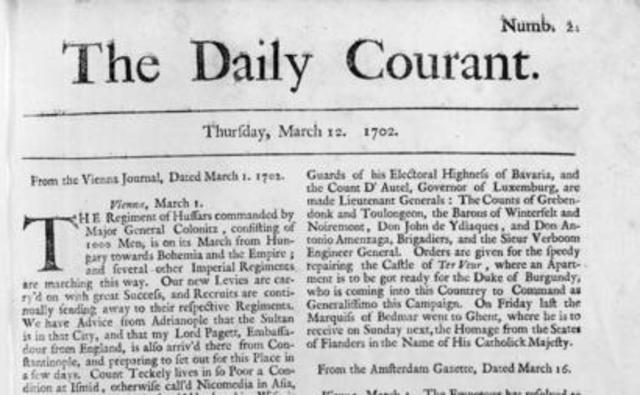 Numb. 2.
The Daily Courant.
Thurſday, March 12. 1702.
From the Vienna Journal, Dated March 1. 1702.
Vienna, March 1.
THE Regiment of Huſſars commanded by
Major General Colonitz, conſiſting of
1000 Men, is on its March from Hun-
gary towards Bohemia and the Empire ;
and ſeveral other Imperial Regiments
are marching this way. Our new Levies are car-
ry'd on with great Succeſs, and Recruits are conti-
nually ſending away to their reſpective Regiments.
We have Advice from Adrianople that the Sultan
is in that City, and that my Lord Pagett, Embaſſa-
dour from England, is alſo arriv'd there from Con-
ſtantinople, and preparing to ſet out for this Place in
a few days. Count Teckely lives in ſo Poor a Con-
dition at Iſmid, otherwiſe call'd Nicomedia in Aſia,
Guards of his Electoral Highneſs of Bavaria, and
the Count D'Autel, Governor of Luxemburg, are
made Lieutenant Generals : The Counts of Greben-
donk and Toulongeon, the Barons of Winterfelt and
Noiremont, Don John de Ydiaques, and Don An-
tonio Amenzaga, Brigadiers, and the Sieur Verboom
Engineer General. Orders are given for the ſpeedy
repairing the Caſtle of Ter Veur, where an Apart-
ment is to be got ready for the Duke of Burgundy,
who is coming into this Countrey to Command as
Generaliſſimo this Campaign. On Friday laſt the
Marquiſs of Bedmar went to Ghent, where he is to
receive on Sunday next, the Homage from the States
of Flanders in the Name of His Catholick Majeſty.
From the Amſterdam Gazette, Dated March 16.